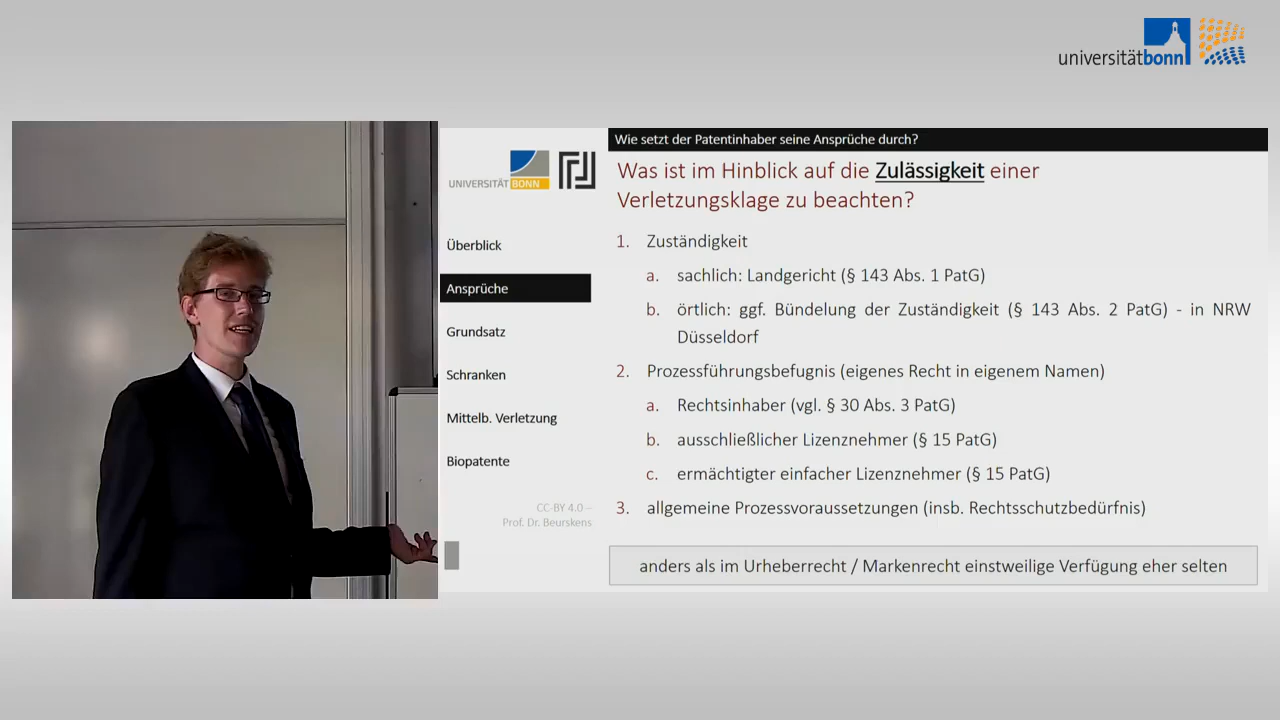 universitätbonn
Wie setzt der Patentinhaber seine Ansprüche durch?
UNIVERSITÄT BONN
Was ist im Hinblick auf die Zulässigkeit einer
Verletzungsklage zu beachten?
Überblick
Ansprüche
Grundsatz
Schranken
Mittelb. Verletzung
Biopatente
CC-BY 4.0 –
Prof. Dr. Beurskens
1. Zuständigkeit
a. sachlich: Landgericht (§ 143 Abs. 1 PatG)
b. örtlich: ggf. Bündelung der Zuständigkeit (§ 143 Abs. 2 PatG) - in NRW
Düsseldorf
2. Prozessführungsbefugnis (eigenes Recht in eigenem Namen)
a. Rechtsinhaber (vgl. § 30 Abs. 3 PatG)
b. ausschließlicher Lizenznehmer (§ 15 PatG)
c. ermächtigter einfacher Lizenznehmer (§ 15 PatG)
3. allgemeine Prozessvoraussetzungen (insb. Rechtsschutzbedürfnis)
anders als im Urheberrecht / Markenrecht einstweilige Verfügung eher selten